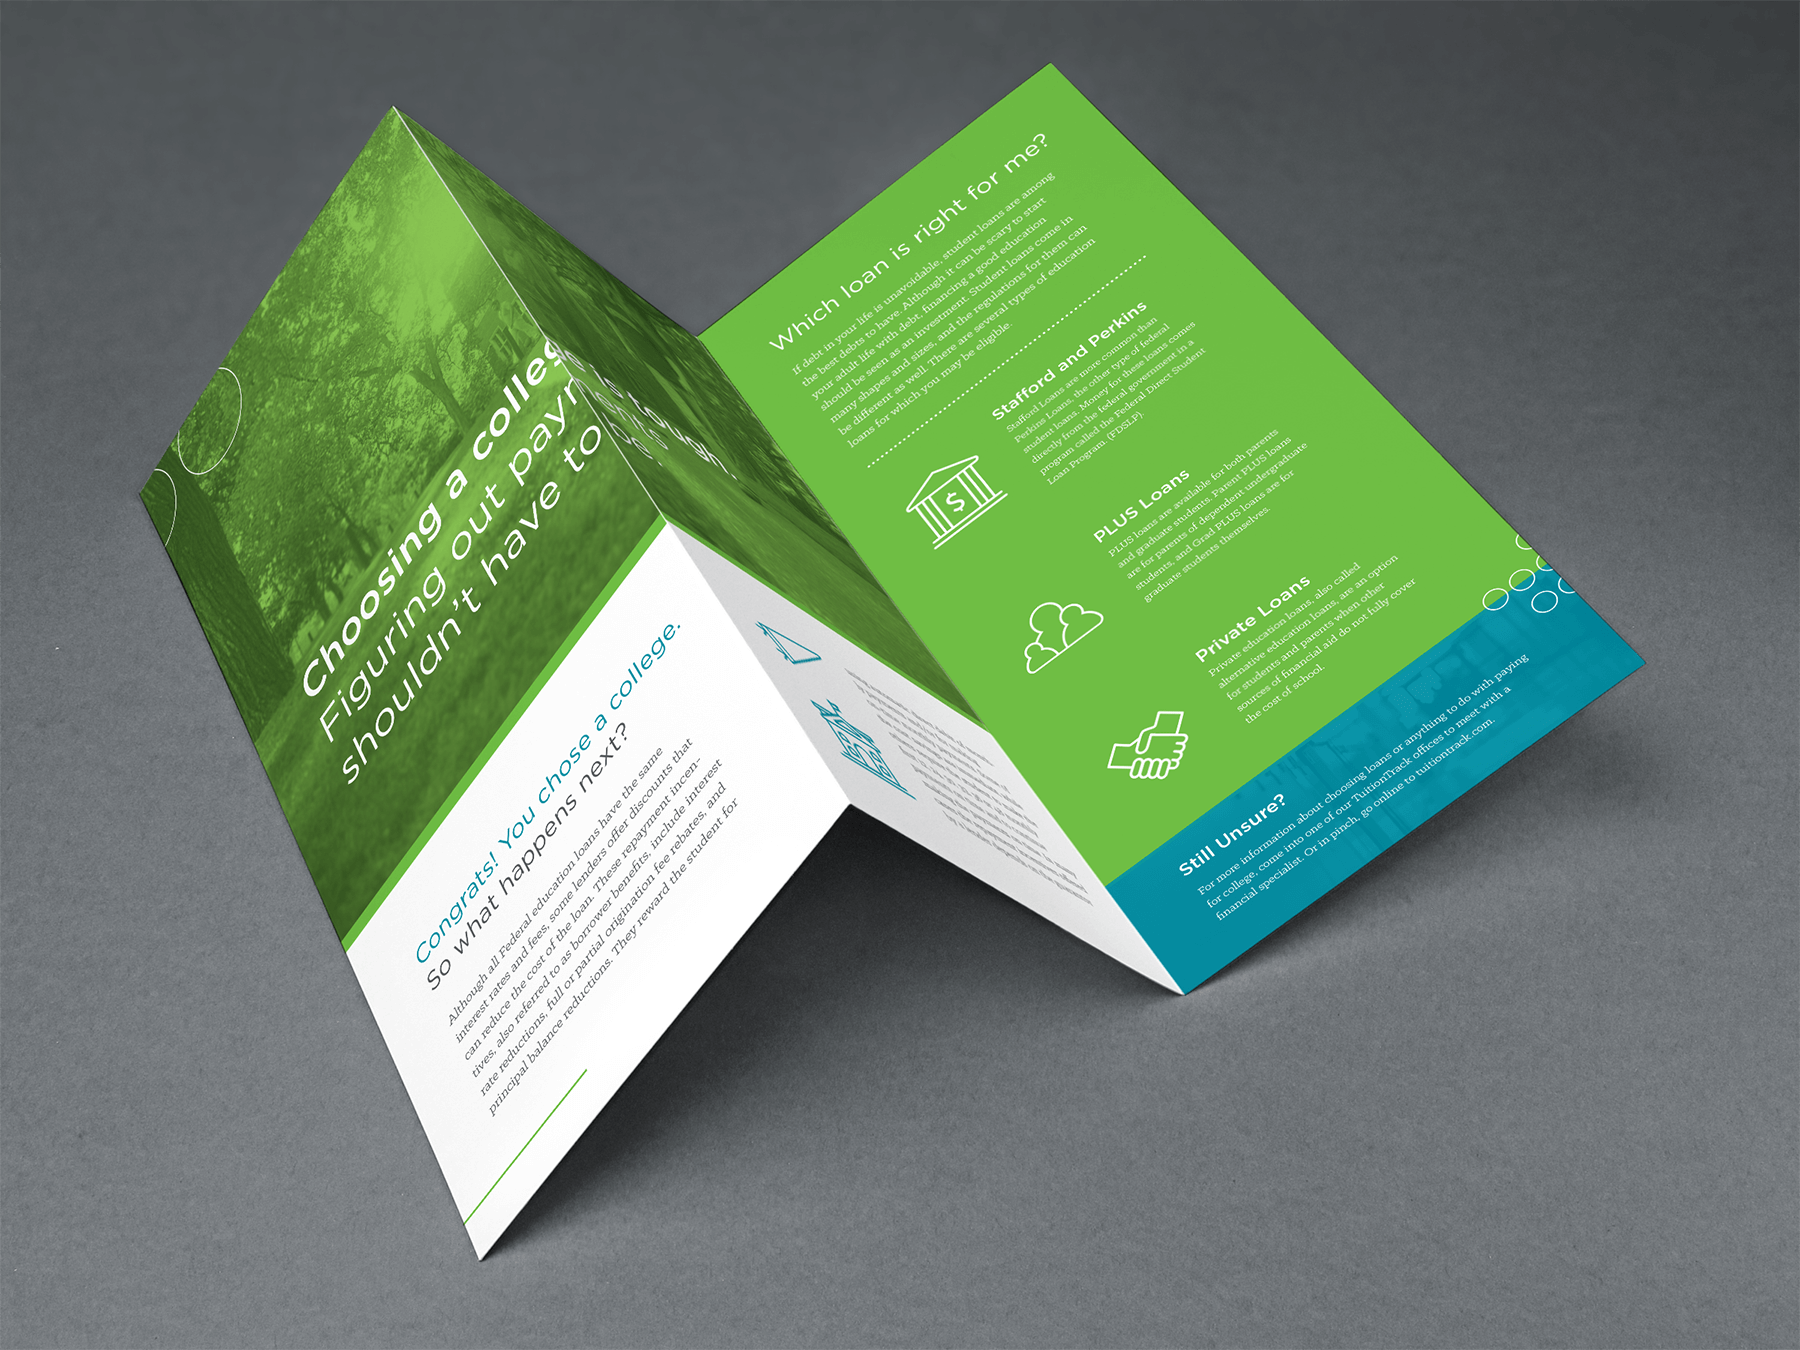 Choosing a college is tough.
Figuring out payments
shouldn't have to be.
Congrats! You chose a college.
So what happens next?
Although all Federal education loans have the same
interest rates and fees, some lenders offer discounts that
can reduce the cost of the loan. These repayment incen-
tives, also referred to as borrower benefits, include interest
rate reductions, full or partial origination fee rebates, and
principal balance reductions. They reward the student for
Which loan is right for me?
If debt in your life is unavoidable, student loans are among
the best debts to have. Although it can be scary to start
your adult life with debt, financing a good education
should be seen as an investment. Student loans come in
many shapes and sizes, and the regulations for them can
be different as well. There are several types of education
loans for which you may be eligible.
Stafford and Perkins
Stafford Loans are more common than
Perkins Loans, the other type of federal
student loans. Money for these loans comes
directly from the federal government in a
program called the Federal Direct Student
Loan Program (FDSLP).
$
PLUS Loans
PLUS loans are available for both parents
and graduate students. Parent PLUS loans
are for parents of dependent undergraduate
students, and Grad PLUS loans are for
graduate students themselves.
Private Loans
Private education loans, also called
alternative education loans, are an option
for students and parents when other
sources of financial aid do not fully cover
the cost of school.
Still Unsure?
For more information about choosing loans or anything to do with paying
for college, come into one of our TuitionTrack offices to meet with a
financial specialist. Or in pinch, go online to tuitiontrack.com.